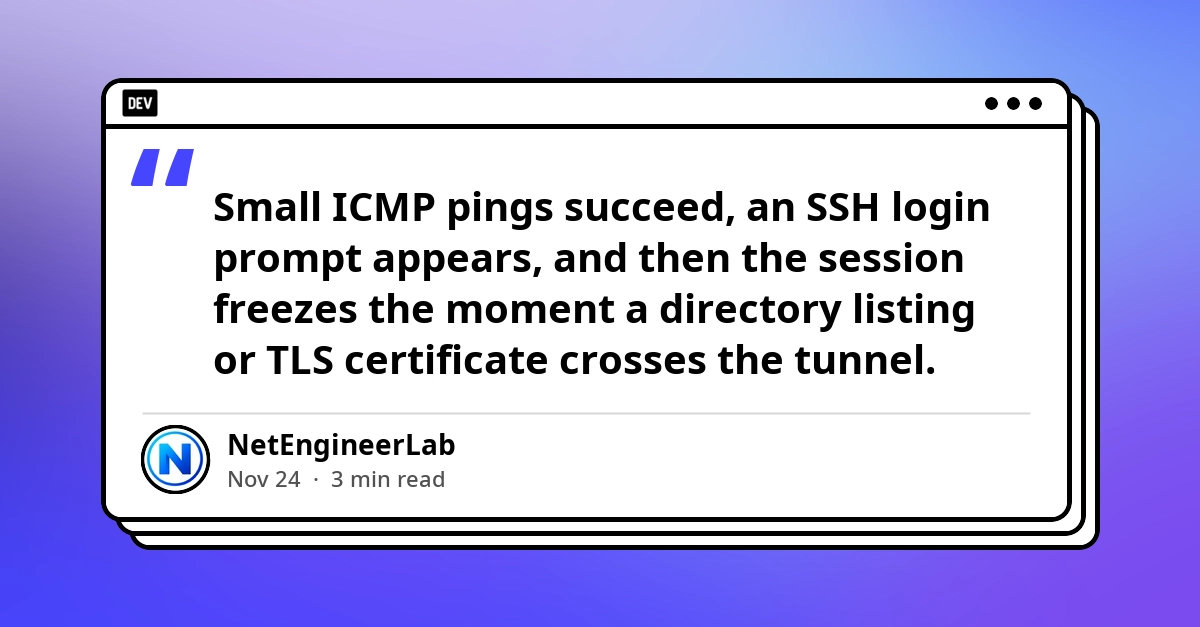 DEV
“
Small ICMP pings succeed, an SSH login
prompt appears, and then the session
freezes the moment a directory listing
or TLS certificate crosses the tunnel.
N
NetEngineerLab
Nov 24 · 3 min read